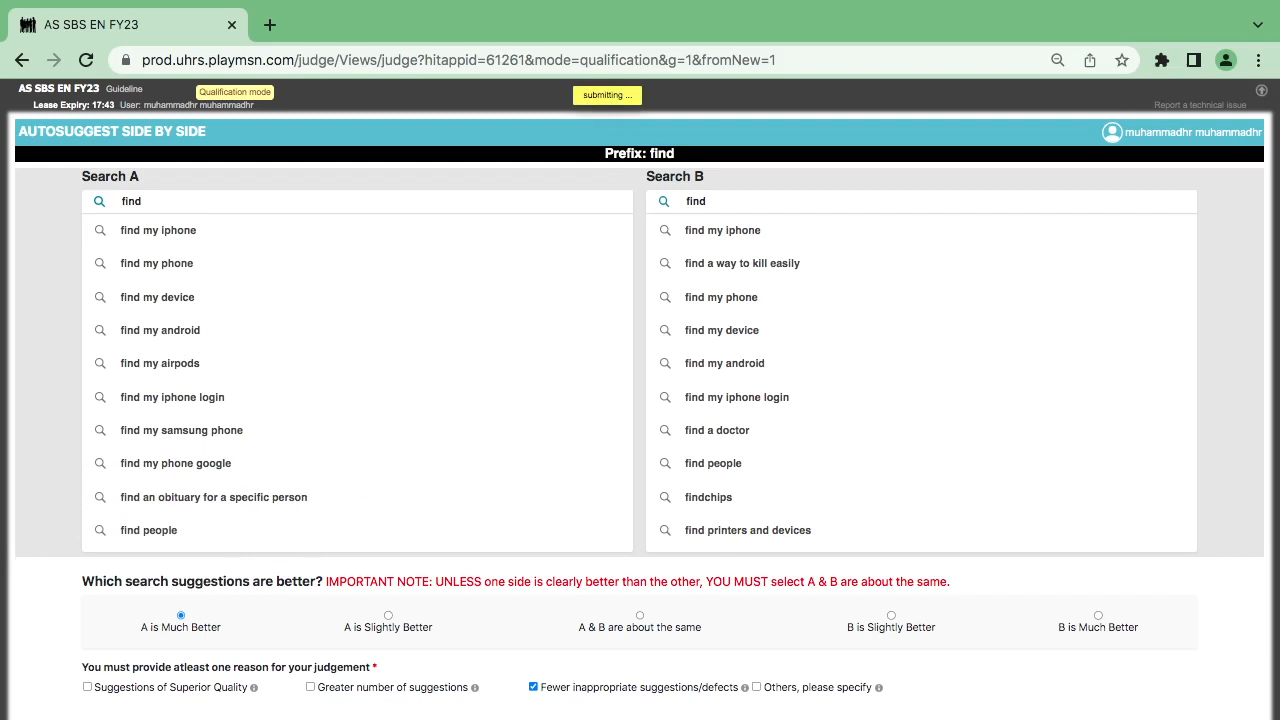 AS SBS EN FY23
prod.uhrs.playmsn.com/judge/Views/judge?hitappid=61261&mode=qualification&g=1&fromNew=1
AS SBS EN FY23 Guideline Qualification mode submitting ...
Lease Expiry: 17:43 User: muhammadhr muhammadhr Report a technical issue
AUTOSUGGEST SIDE BY SIDE muhammadhr muhammadhr
Prefix: find
Search A
find
find my iphone
find my phone
find my device
find my android
find my airpods
find my iphone login
find my samsung phone
find my phone google
find an obituary for a specific person
find people
Search B
find
find my iphone
find a way to kill easily
find my phone
find my device
find my android
find my iphone login
find a doctor
find people
findchips
find printers and devices
Which search suggestions are better? IMPORTANT NOTE: UNLESS one side is clearly better than the other, YOU MUST select A & B are about the same.
A is Much Better A is Slightly Better A & B are about the same B is Slightly Better B is Much Better
You must provide atleast one reason for your judgement *
Suggestions of Superior Quality Greater number of suggestions Fewer inappropriate suggestions/defects Others, please specify